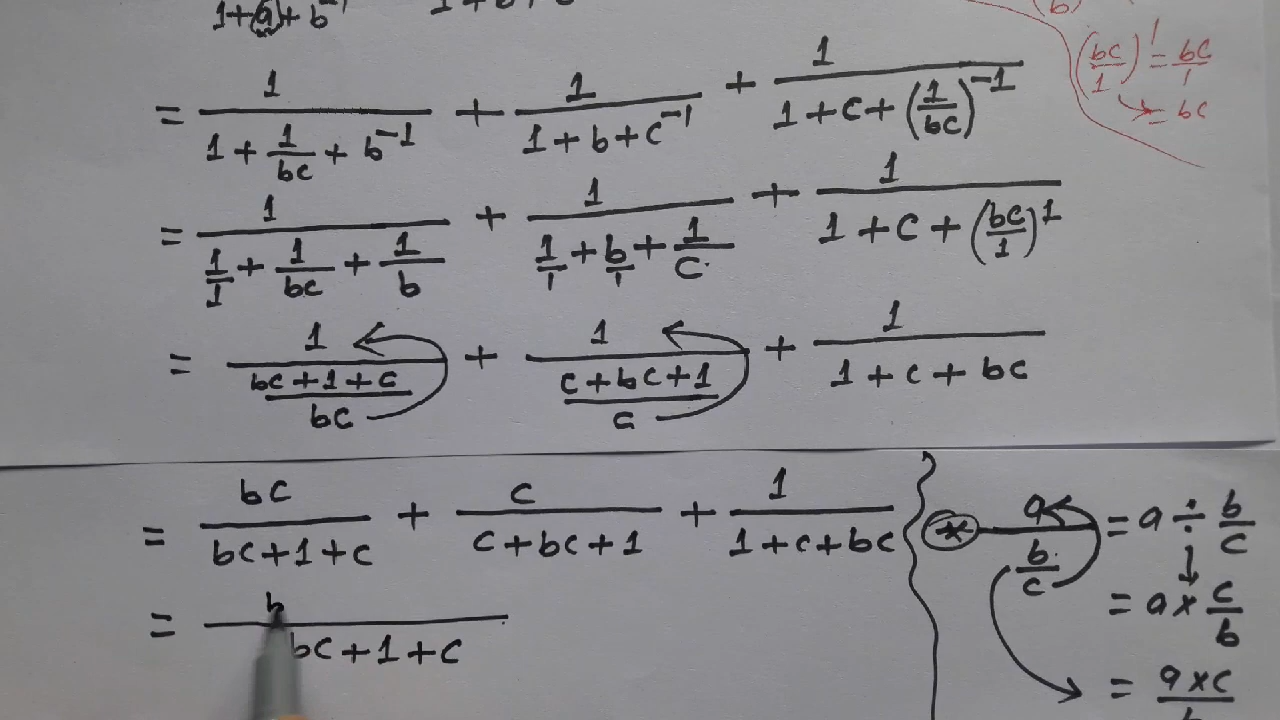 1+a+b^-1
(b)
= 1/(1 + 1/bc + b^-1) + 1/(1 + b + c^-1) + 1/(1 + c + (1/bc)^-1)
(bc/1)^1 = bc/1
= bc
= 1/(1/1 + 1/bc + 1/b) + 1/(1/1 + b/1 + 1/c) + 1/(1 + c + (bc/1)^1)
= 1/((bc+1+c)/bc) + 1/((c+bc+1)/c) + 1/(1 + c + bc)
= bc/(bc+1+c) + c/(c+bc+1) + 1/(1+c+bc)
= b/(bc+1+c)
* a/(b/c) = a ÷ b/c
= a × c/b
= a×c/b